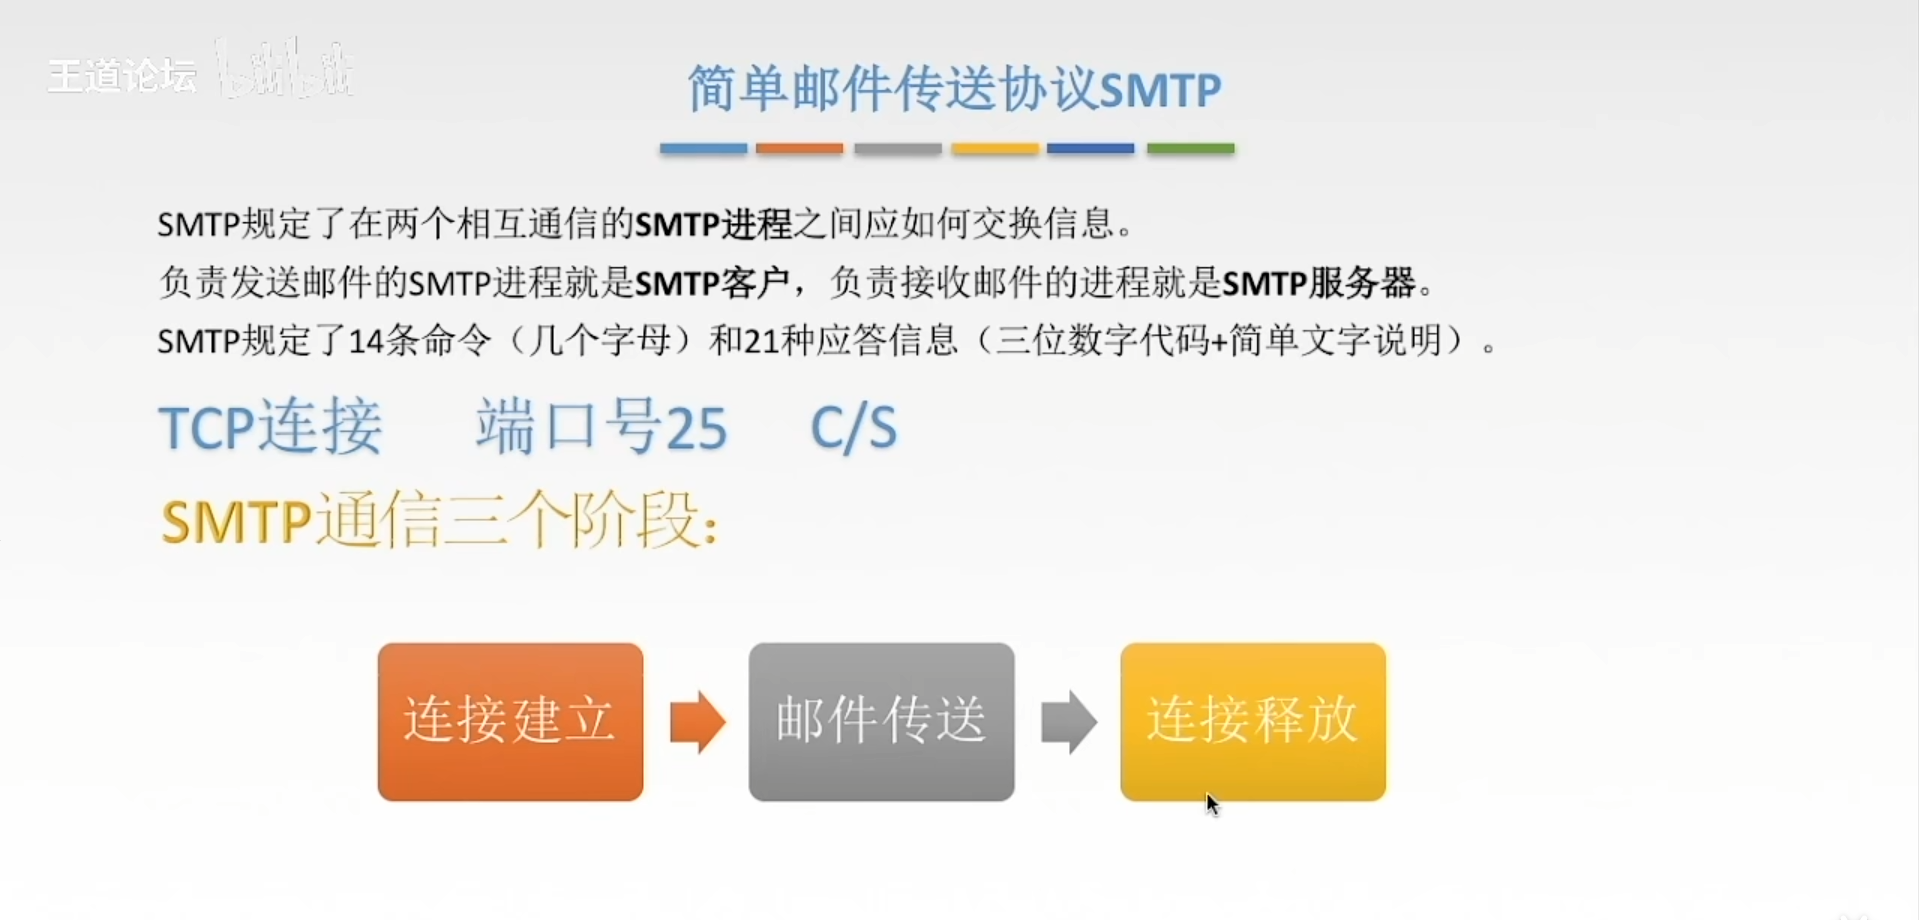 王道论坛 bilibili
简单邮件传送协议SMTP
SMTP规定了在两个相互通信的SMTP进程之间应如何交换信息。
负责发送邮件的SMTP进程就是SMTP客户，负责接收邮件的进程就是SMTP服务器。
SMTP规定了14条命令（几个字母）和21种应答信息（三位数字代码+简单文字说明）。
TCP连接 端口号25 C/S
SMTP通信三个阶段:
连接建立 邮件传送 连接释放